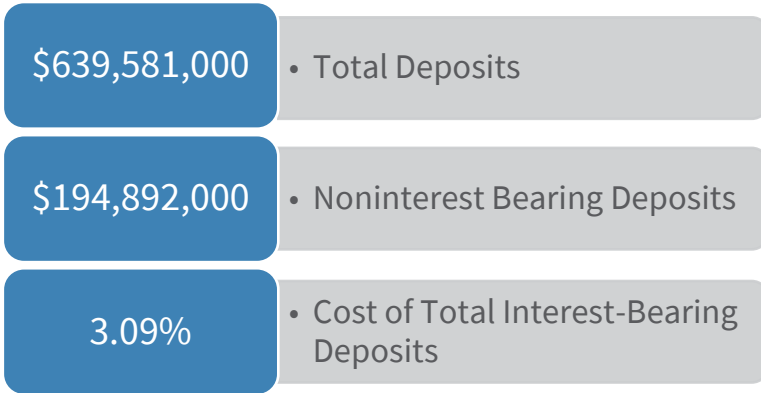 $639,581,000
• Total Deposits
$194,892,000
• Noninterest Bearing Deposits
3.09%
• Cost of Total Interest-Bearing
Deposits